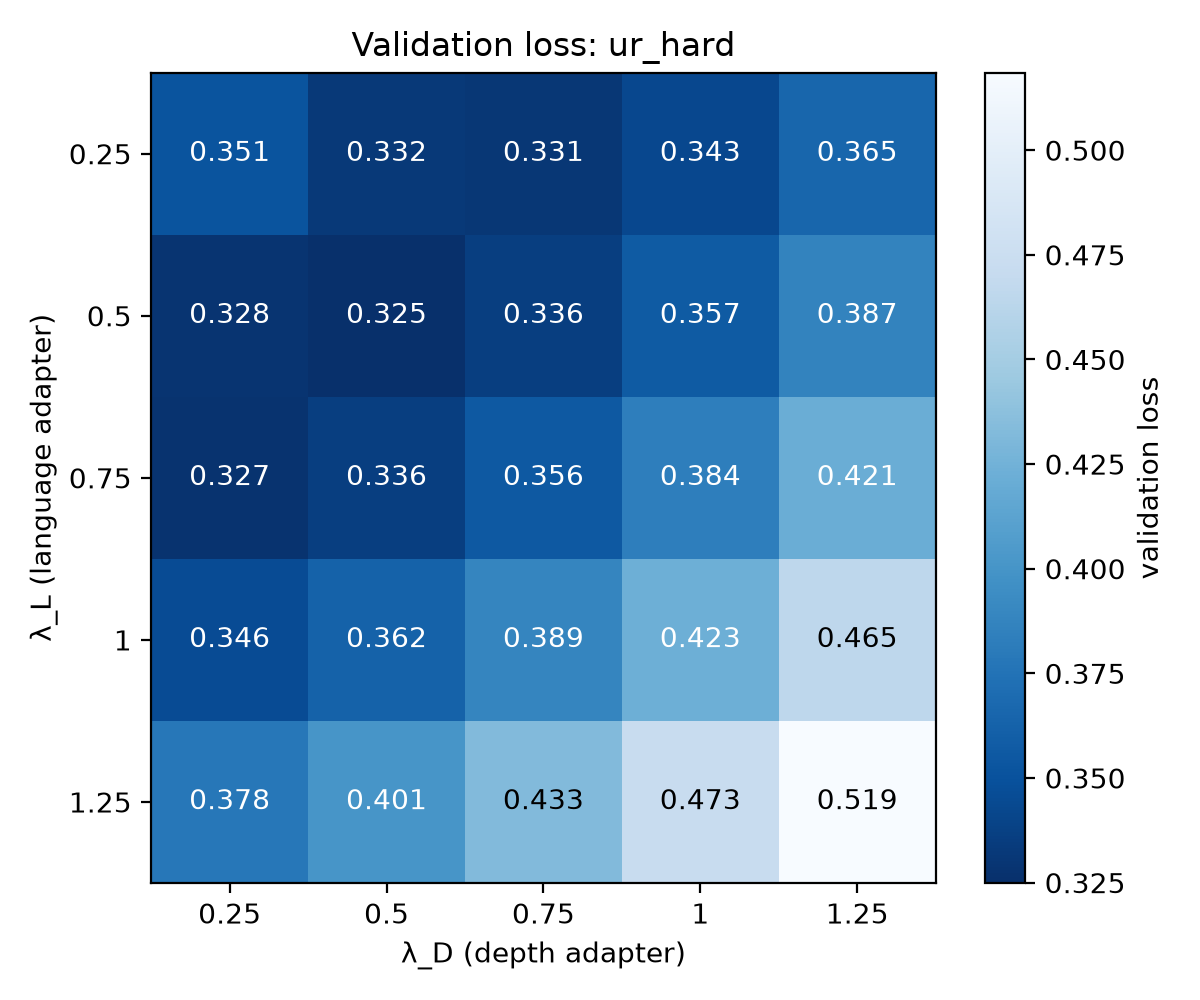 Validation loss: ur_hard
0.25 0.351 0.332 0.331 0.343 0.365
0.5 0.328 0.325 0.336 0.357 0.387
0.75 0.327 0.336 0.356 0.384 0.421
1 0.346 0.362 0.389 0.423 0.465
1.25 0.378 0.401 0.433 0.473 0.519
0.25 0.5 0.75 1 1.25
λ_D (depth adapter)
λ_L (language adapter)
0.500
0.475
0.450
0.425
0.400
0.375
0.350
0.325
validation loss